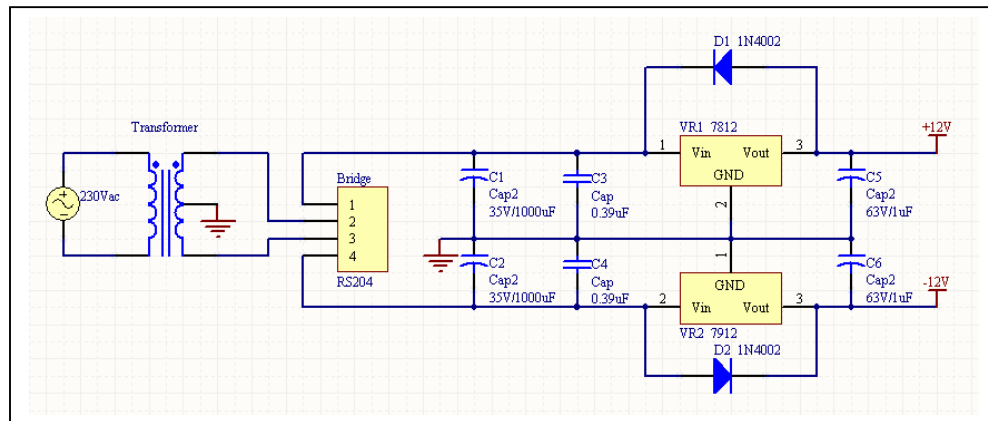 D1 1N4002
Transformer
VR1 7812
+12V
1
Vin
Vout
3
GND
2
230Vac
Bridge
1
2
3
4
RS204
C1
Cap2
35V/1000uF
C3
Cap
0.39uF
C5
Cap2
63V/1uF
C2
Cap2
35V/1000uF
C4
Cap
0.39uF
1
GND
2
Vin
Vout
3
C6
Cap2
63V/1uF
-12V
VR2 7912
D2 1N4002